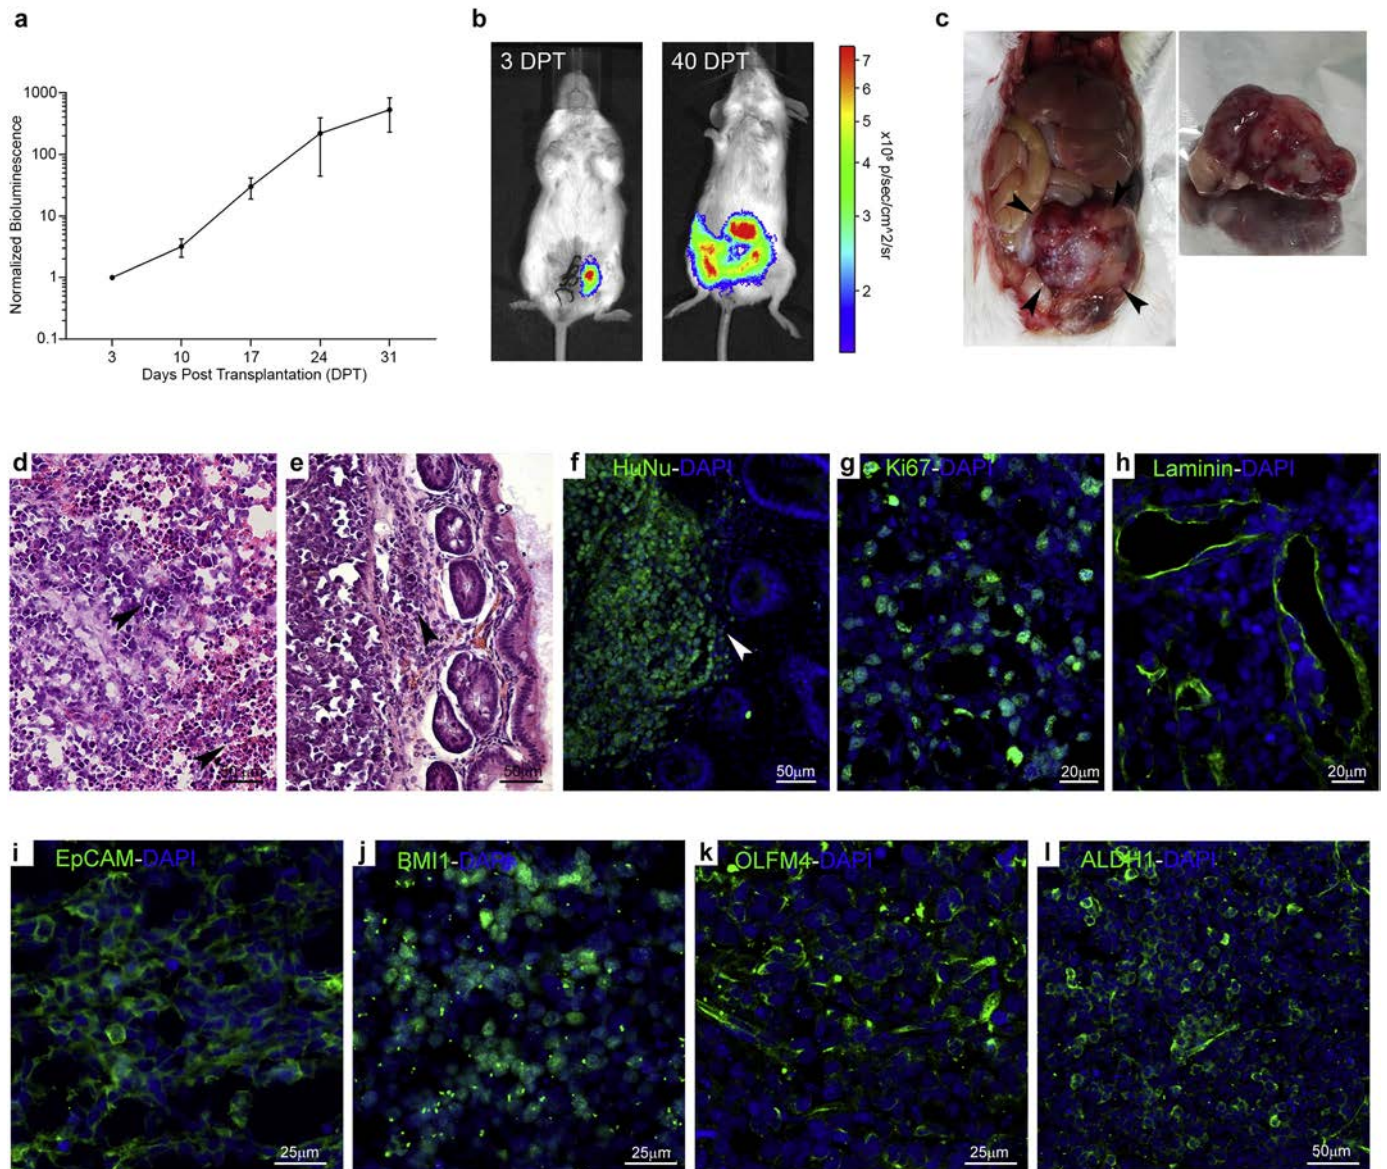 a
b
c
Normalized Bioluminescence
1000
100
10
1
0.1
3
10
17
24
31
Days Post Transplantation (DPT)
3 DPT
40 DPT
7
6
5
4
3
2
x10⁵ p/sec/cm^2/sr
d
e
50μm
f
HuNu-DAPI
50μm
g
Ki67-DAPI
20μm
h
Laminin-DAPI
20μm
i
EpCAM-DAPI
25μm
j
BMI1-DAPI
25μm
k
OLFM4-DAPI
25μm
l
ALDH1-DAPI
50μm